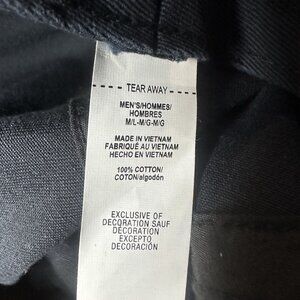 TEAR AWAY
MEN'S/HOMMES/
HOMBRES
M/L-M/G-M/G
MADE IN VIETNAM
FABRIQUÉ AU VIETNAM
HECHO EN VIETNAM
100% COTTON/
COTON/algodón
EXCLUSIVE OF
DECORATION SAUF
DÉCORATION
EXCEPTO
DECORACIÓN